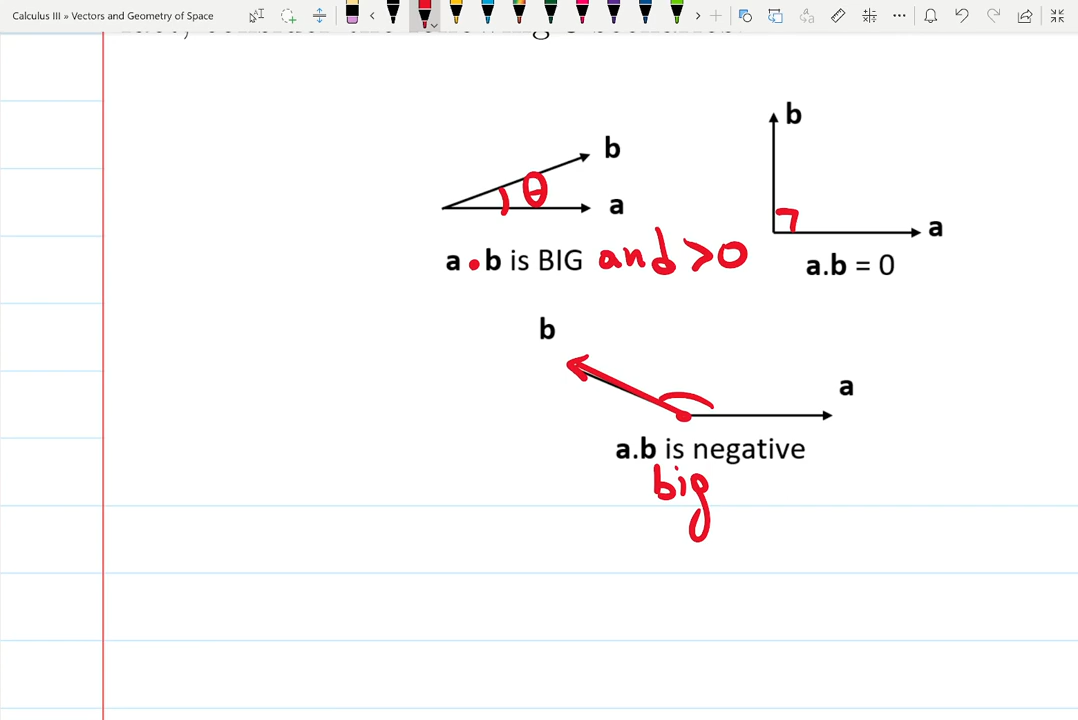 Calculus III » Vectors and Geometry of Space
b
θ
a
a • b is BIG and >0
b
a
a.b = 0
b
a
a.b is negative
big